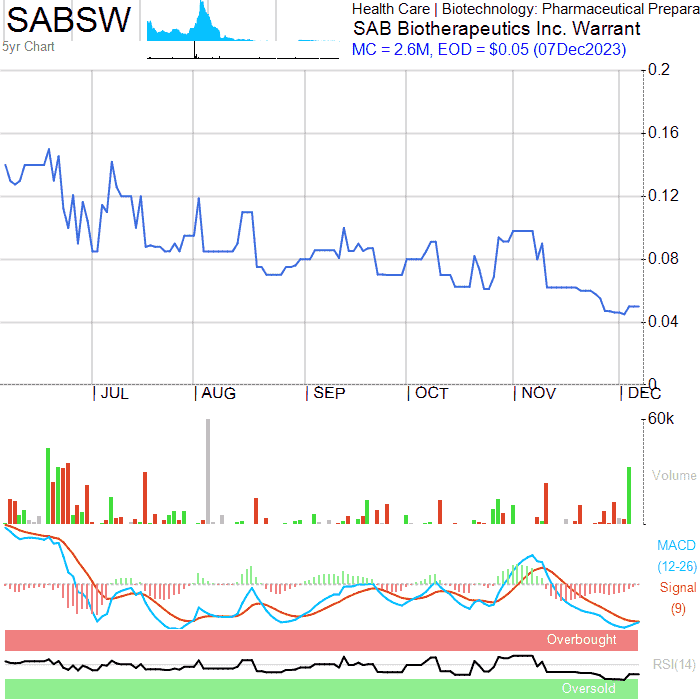 SABSW
5yr Chart
Health Care | Biotechnology: Pharmaceutical Prepara
SAB Biotherapeutics Inc. Warrant
MC = 2.6M, EOD = $0.05 (07Dec2023)
0.2
0.16
0.12
0.08
0.04
0
JUL AUG SEP OCT NOV DEC
60k
Volume
MACD
(12-26)
Signal
(9)
Overbought
RSI(14)
Oversold